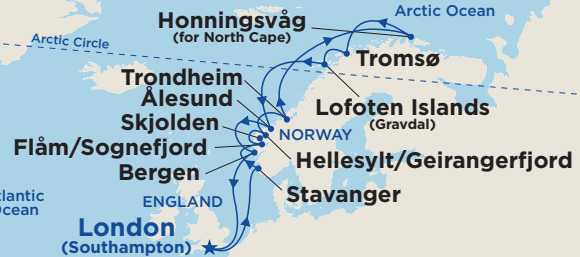 Honningsvåg
(for North Cape)
Arctic Ocean
Arctic Circle
Tromsø
Trondheim
Ålesund
Lofoten Islands
(Gravdal)
Skjolden
NORWAY
Flåm/Sognefjord
Hellesylt/Geirangerfjord
Bergen
Stavanger
ENGLAND
tlantic
cean
London
(Southampton)